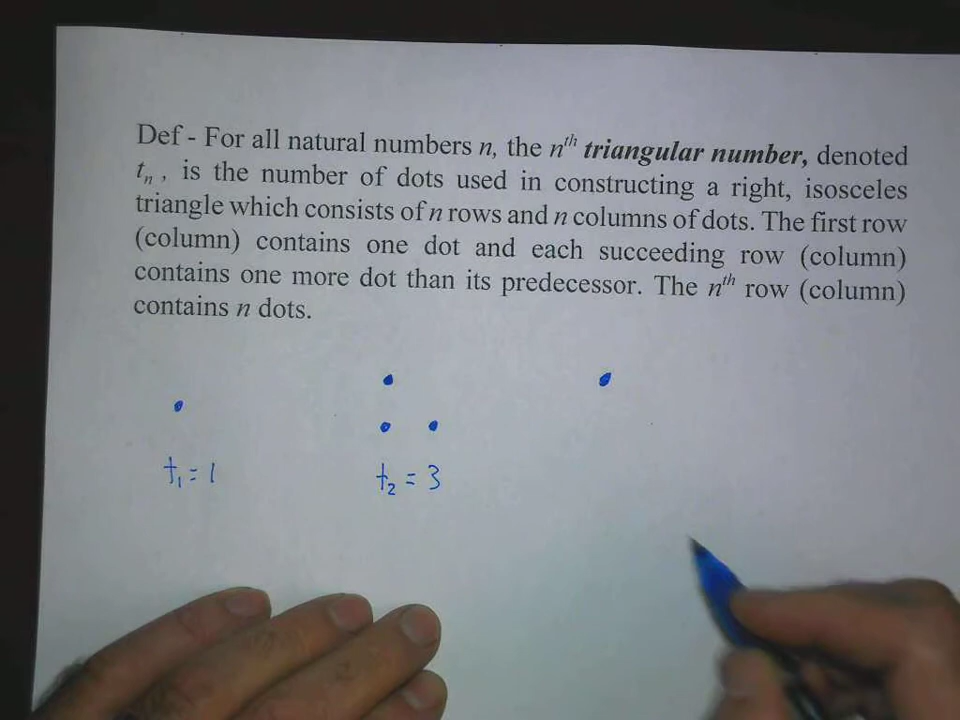 Def - For all natural numbers n, the nth triangular number, denoted
tn , is the number of dots used in constructing a right, isosceles
triangle which consists of n rows and n columns of dots. The first row
(column) contains one dot and each succeeding row (column)
contains one more dot than its predecessor. The nth row (column)
contains n dots.
t1 = 1 t2 = 3